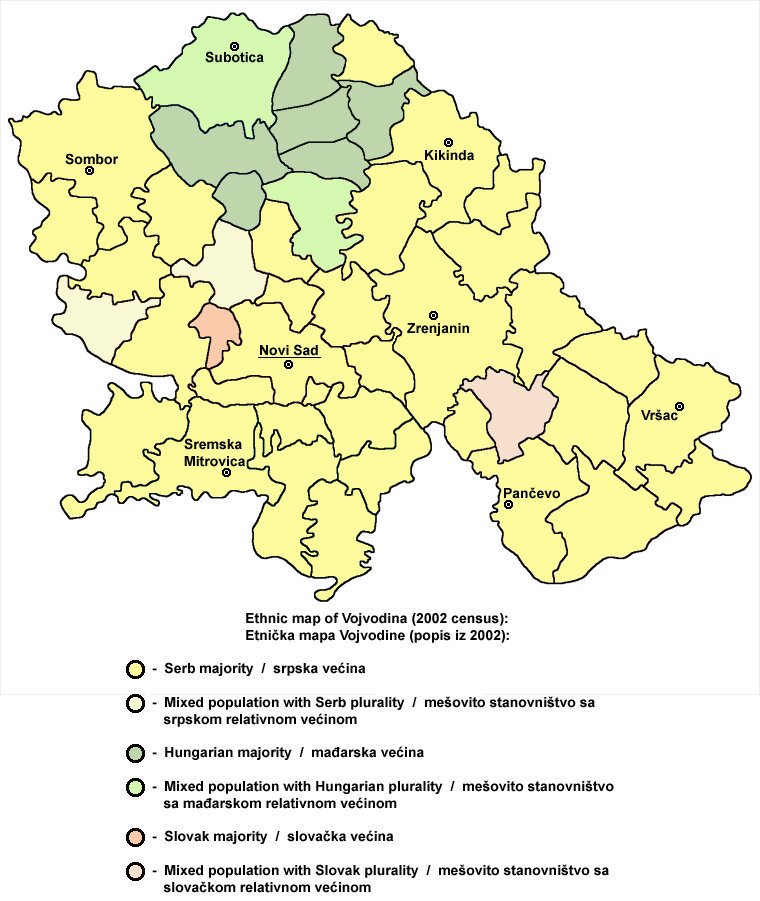 Subotica
Sombor
Kikinda
Zrenjanin
Novi Sad
Vršac
Sremska
Mitrovica
Pančevo
Ethnic map of Vojvodina (2002 census):
Etnička mapa Vojvodine (popis iz 2002):
- Serb majority / srpska većina
- Mixed population with Serb plurality / mešovito stanovništvo sa
srpskom relativnom većinom
- Hungarian majority / mađarska većina
- Mixed population with Hungarian plurality / mešovito stanovništvo
sa mađarskom relativnom većinom
- Slovak majority / slovačka većina
- Mixed population with Slovak plurality / mešovito stanovništvo sa
slovačkom relativnom većinom